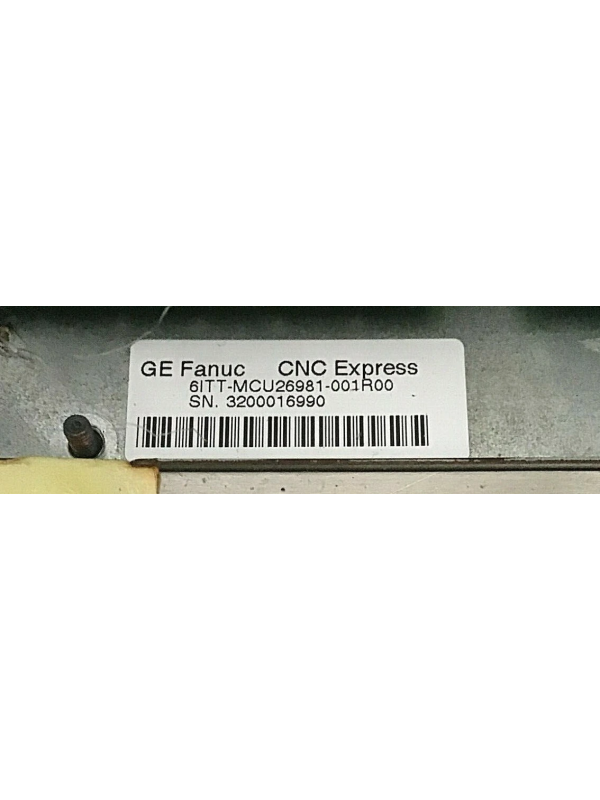 GE Fanuc CNC Express
6ITT-MCU26981-001R00
SN. 3200016990